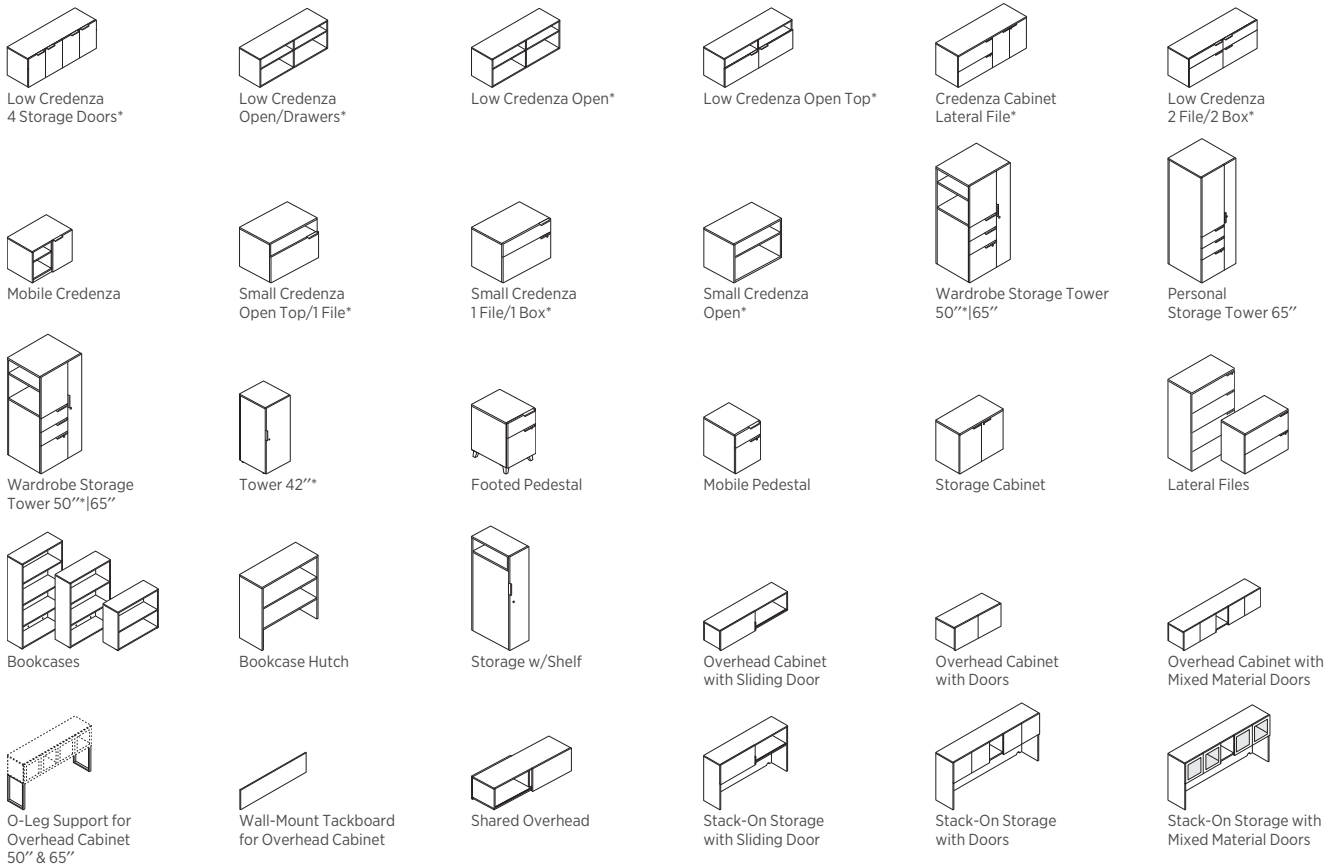 Low Credenza
4 Storage Doors*
Low Credenza
Open/Drawers*
Low Credenza Open*
Low Credenza Open Top*
Credenza Cabinet
Lateral File*
Low Credenza
2 File/2 Box*
Mobile Credenza
Small Credenza
Open Top/1 File*
Small Credenza
1 File/1 Box*
Small Credenza
Open*
Wardrobe Storage Tower
50″*|65″
Personal
Storage Tower 65″
Wardrobe Storage
Tower 50″*|65″
Tower 42″*
Footed Pedestal
Mobile Pedestal
Storage Cabinet
Lateral Files
Bookcases
Bookcase Hutch
Storage w/Shelf
Overhead Cabinet
with Sliding Door
Overhead Cabinet
with Doors
Overhead Cabinet with
Mixed Material Doors
O-Leg Support for
Overhead Cabinet
50″ & 65″
Wall-Mount Tackboard
for Overhead Cabinet
Shared Overhead
Stack-On Storage
with Sliding Door
Stack-On Storage
with Doors
Stack-On Storage with
Mixed Material Doors